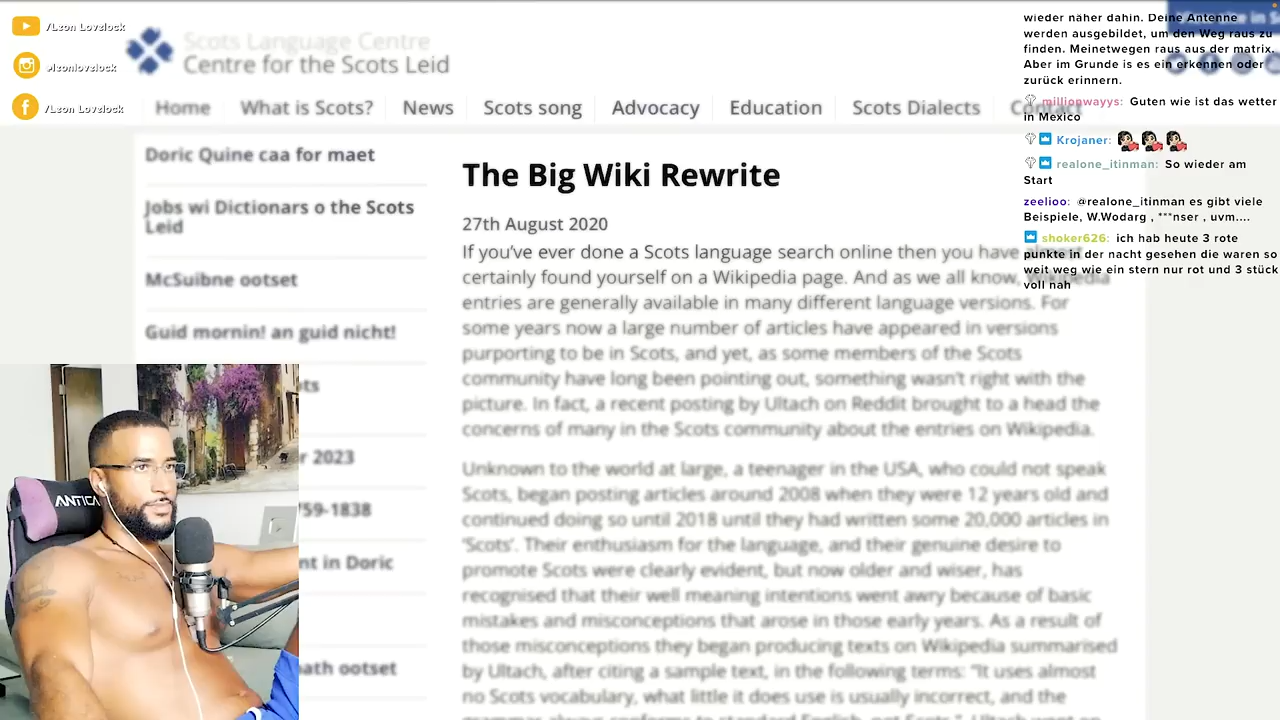 /Leon Lovelock
/leonlovelock
/Leon Lovelock
Scots Language Centre
Centre for the Scots Leid
Home
What is Scots?
News
Scots song
Advocacy
Education
Scots Dialects
Contact
Doric Quine caa for maet
Jobs wi Dictionars o the Scots
Leid
McSuibne ootset
Guid mornin! an guid nicht!
2023
759-1838
in Doric
ootset
ANTICA
The Big Wiki Rewrite
27th August 2020
If you’ve ever done a Scots language search online then you have almost
certainly found yourself on a Wikipedia page. And as we all know, Wikipedia
entries are generally available in many different language versions. For
some years now a large number of articles have appeared in versions
purporting to be in Scots, and yet, as some members of the Scots
community have long been pointing out, something wasn’t right with the
picture. In fact, a recent posting by Ultach on Reddit brought to a head the
concerns of many in the Scots community about the entries on Wikipedia.
Unknown to the world at large, a teenager in the USA, who could not speak
Scots, began posting articles around 2008 when they were 12 years old and
continued doing so until 2018 until they had written some 20,000 articles in
‘Scots’. Their enthusiasm for the language, and their genuine desire to
promote Scots were clearly evident, but now older and wiser, has
recognised that their well meaning intentions went awry because of basic
mistakes and misconceptions that arose in those early years. As a result of
those misconceptions they began producing texts on Wikipedia summarised
by Ultach, after citing a sample text, in the following terms: “It uses almost
no Scots vocabulary, what little it does use is usually incorrect, and the
grammar always conforms to standard English, not Scots.”. Ultach went on
wieder näher dahin. Deine Antenne
werden ausgebildet, um den Weg raus zu
finden. Meinetwegen raus aus der matrix.
Aber im Grunde is es ein erkennen oder
zurück erinnern.
millionwayys: Guten wie ist das wetter
in Mexico
Krojaner:
realone_itinman: So wieder am
Start
zeelioo: @realone_itinman es gibt viele
Beispiele, W.Wodarg , ***nser , uvm....
shoker626: ich hab heute 3 rote
punkte in der nacht gesehen die waren so
weit weg wie ein stern nur rot und 3 stück
voll nah